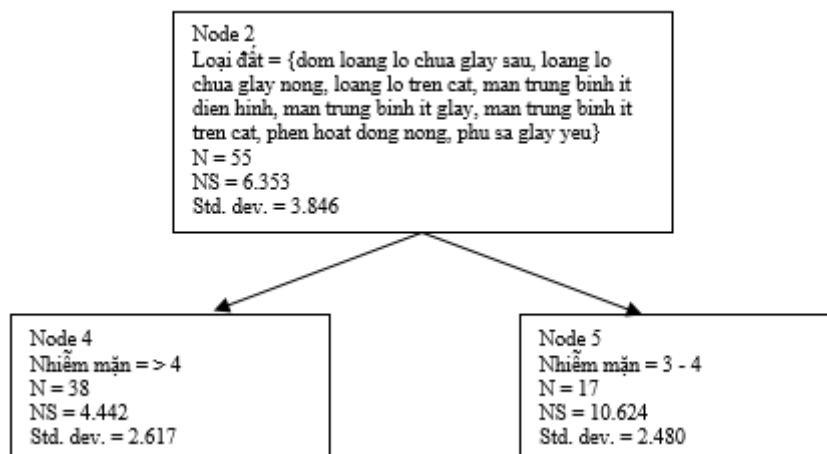 Node 2
Loại đất = {dom loang lo chua glay sau, loang lo
chua glay nong, loang lo tren cat, man trung binh it
dien hinh, man trung binh it glay, man trung binh it
tren cat, phen hoat dong nong, phu sa glay yeu}
N = 55
NS = 6.353
Std. dev. = 3.846
Node 4
Nhiễm mặn = > 4
N = 38
NS = 4.442
Std. dev. = 2.617
Node 5
Nhiễm mặn = 3 - 4
N = 17
NS = 10.624
Std. dev. = 2.480